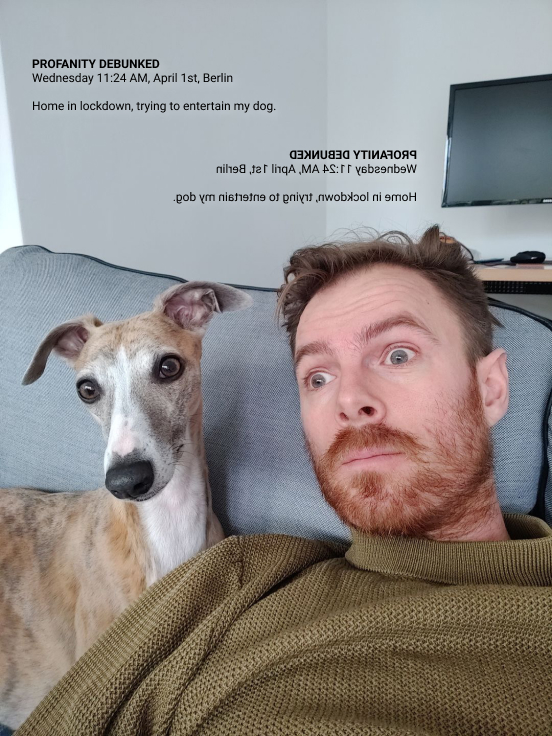 PROFANITY DEBUNKED
Wednesday 11:24 AM, April 1st, Berlin
Home in lockdown, trying to entertain my dog.
PROFANITY DEBUNKED
Wednesday 11:24 AM, April 1st, Berlin
Home in lockdown, trying to entertain my dog.